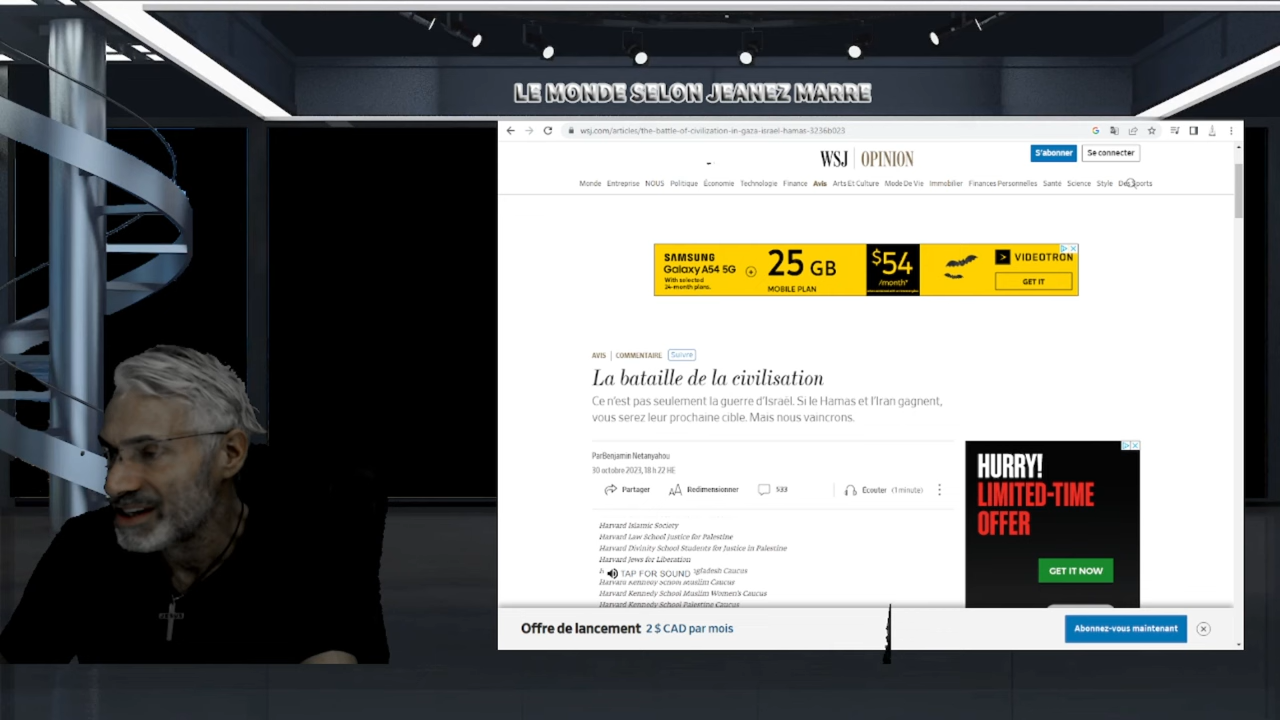 LE MONDE SELON JEANEZ MARRE
wsj.com/articles/the-battle-of-civilization-in-gaza-israel-hamas-3236b023
WSJ | OPINION
S'abonner
Se connecter
Monde Entreprise NOUS Politique Économie Technologie Finance Avis Arts Et Culture Mode De Vie Immobilier Finances Personnelles Santé Science Style Des ports
SAMSUNG
Galaxy A54 5G
With selected
24-month plans.
25 GB
MOBILE PLAN
$54
/month*
VIDEOTRON
GET IT
AVIS | COMMENTAIRE Suivre
La bataille de la civilisation
Ce n'est pas seulement la guerre d'Israël. Si le Hamas et l'Iran gagnent,
vous serez leur prochaine cible. Mais nous vaincrons.
ParBenjamin Netanyahou
30 octobre 2023, 18 h 22 HE
Partager
Redimensionner
933
Écouter (1 minute)
HURRY!
LIMITED-TIME
OFFER
GET IT NOW
Harvard Islamic Society
Harvard Law School Justice for Palestine
Harvard Divinity School Students for Justice in Palestine
Harvard Jews for Liberation
TAP FOR SOUND
gladesh Caucus
Harvard Kennedy School Muslim Caucus
Harvard Kennedy School Muslim Women's Caucus
Harvard Kennedy School Palestine Caucus
Offre de lancement 2 $ CAD par mois
Abonnez-vous maintenant